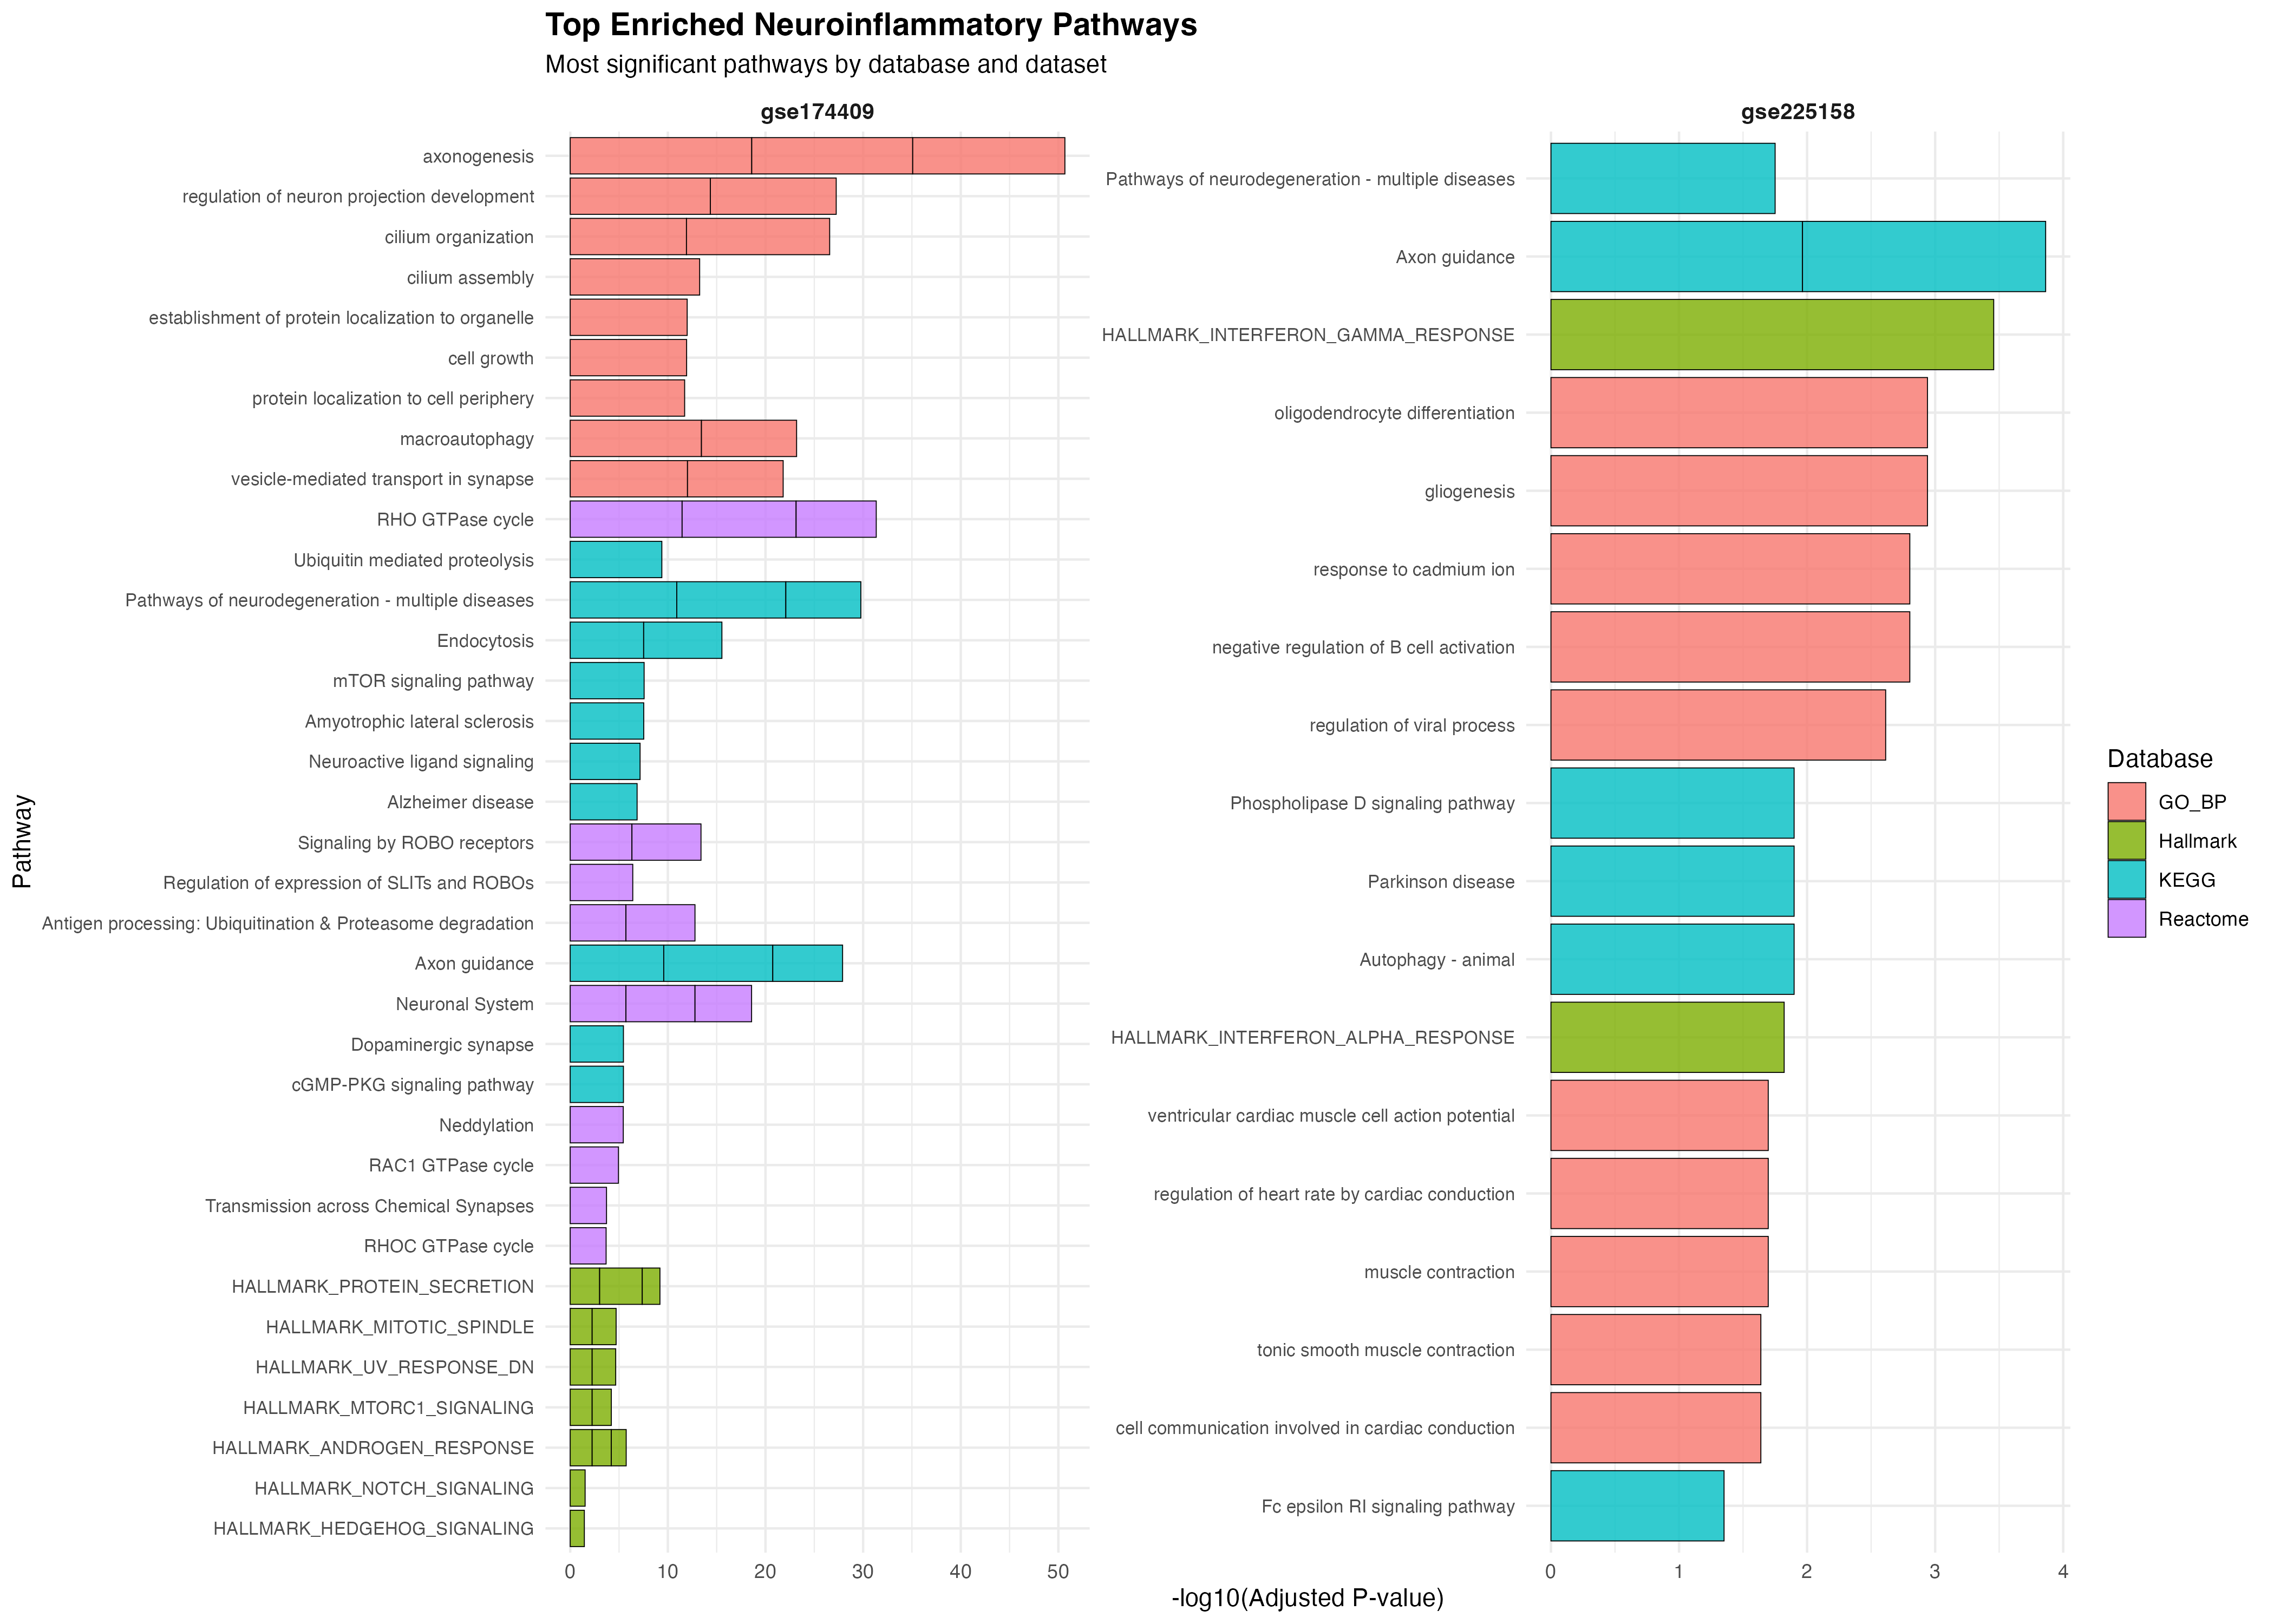 Top Enriched Neuroinflammatory Pathways
Most significant pathways by database and dataset
gse174409
axonogenesis
regulation of neuron projection development
cilium organization
cilium assembly
establishment of protein localization to organelle
cell growth
protein localization to cell periphery
macroautophagy
vesicle-mediated transport in synapse
RHO GTPase cycle
Ubiquitin mediated proteolysis
Pathways of neurodegeneration - multiple diseases
Endocytosis
mTOR signaling pathway
Amyotrophic lateral sclerosis
Neuroactive ligand signaling
Alzheimer disease
Signaling by ROBO receptors
Regulation of expression of SLITs and ROBOs
Antigen processing: Ubiquitination & Proteasome degradation
Axon guidance
Neuronal System
Dopaminergic synapse
cGMP-PKG signaling pathway
Neddylation
RAC1 GTPase cycle
Transmission across Chemical Synapses
RHOC GTPase cycle
HALLMARK_PROTEIN_SECRETION
HALLMARK_MITOTIC_SPINDLE
HALLMARK_UV_RESPONSE_DN
HALLMARK_MTORC1_SIGNALING
HALLMARK_ANDROGEN_RESPONSE
HALLMARK_NOTCH_SIGNALING
HALLMARK_HEDGEHOG_SIGNALING
0 10 20 30 40 50
gse225158
Pathways of neurodegeneration - multiple diseases
Axon guidance
HALLMARK_INTERFERON_GAMMA_RESPONSE
oligodendrocyte differentiation
gliogenesis
response to cadmium ion
negative regulation of B cell activation
regulation of viral process
Phospholipase D signaling pathway
Parkinson disease
Autophagy - animal
HALLMARK_INTERFERON_ALPHA_RESPONSE
ventricular cardiac muscle cell action potential
regulation of heart rate by cardiac conduction
muscle contraction
tonic smooth muscle contraction
cell communication involved in cardiac conduction
Fc epsilon RI signaling pathway
0 1 2 3 4
-log10(Adjusted P-value)
Pathway
Database
GO_BP
Hallmark
KEGG
Reactome